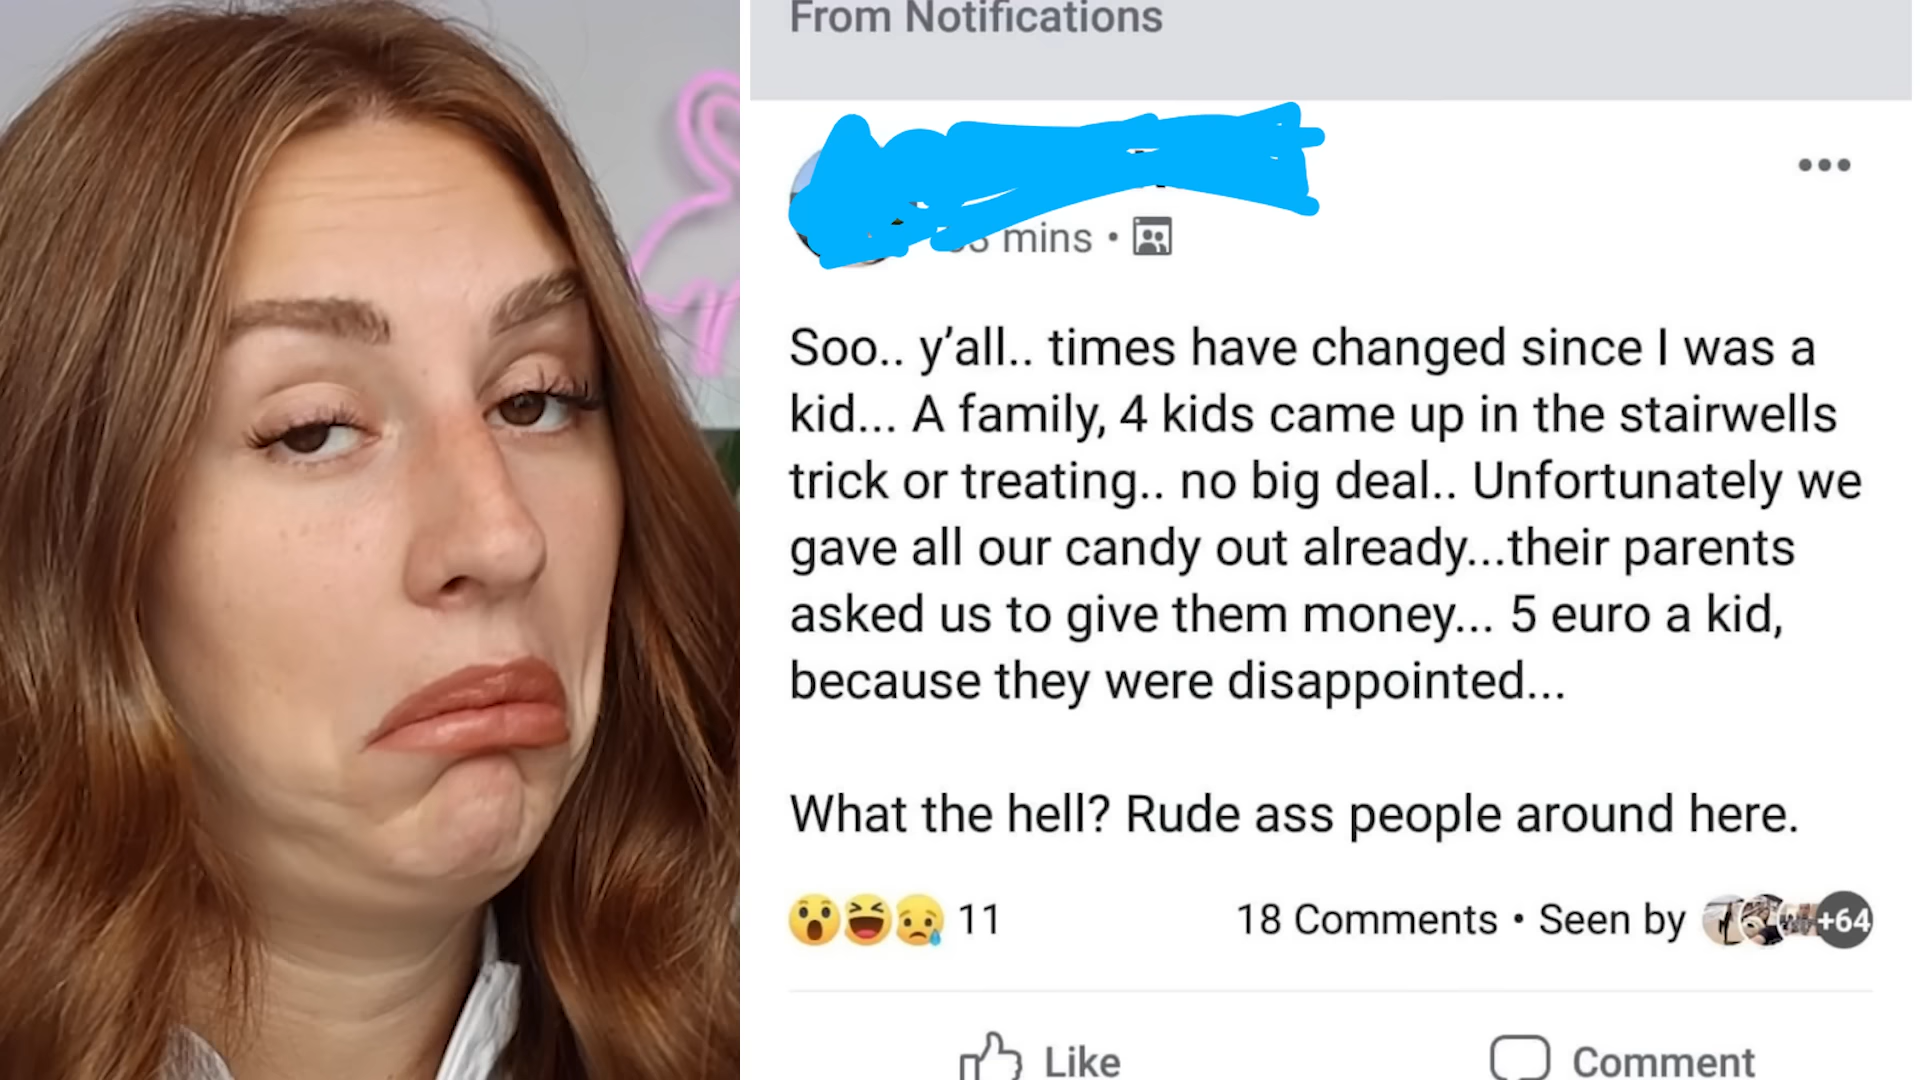 From Notifications
mins •
Soo.. y’all.. times have changed since I was a
kid... A family, 4 kids came up in the stairwells
trick or treating.. no big deal.. Unfortunately we
gave all our candy out already...their parents
asked us to give them money... 5 euro a kid,
because they were disappointed...
What the hell? Rude ass people around here.
11
18 Comments • Seen by +64
Like
Comment